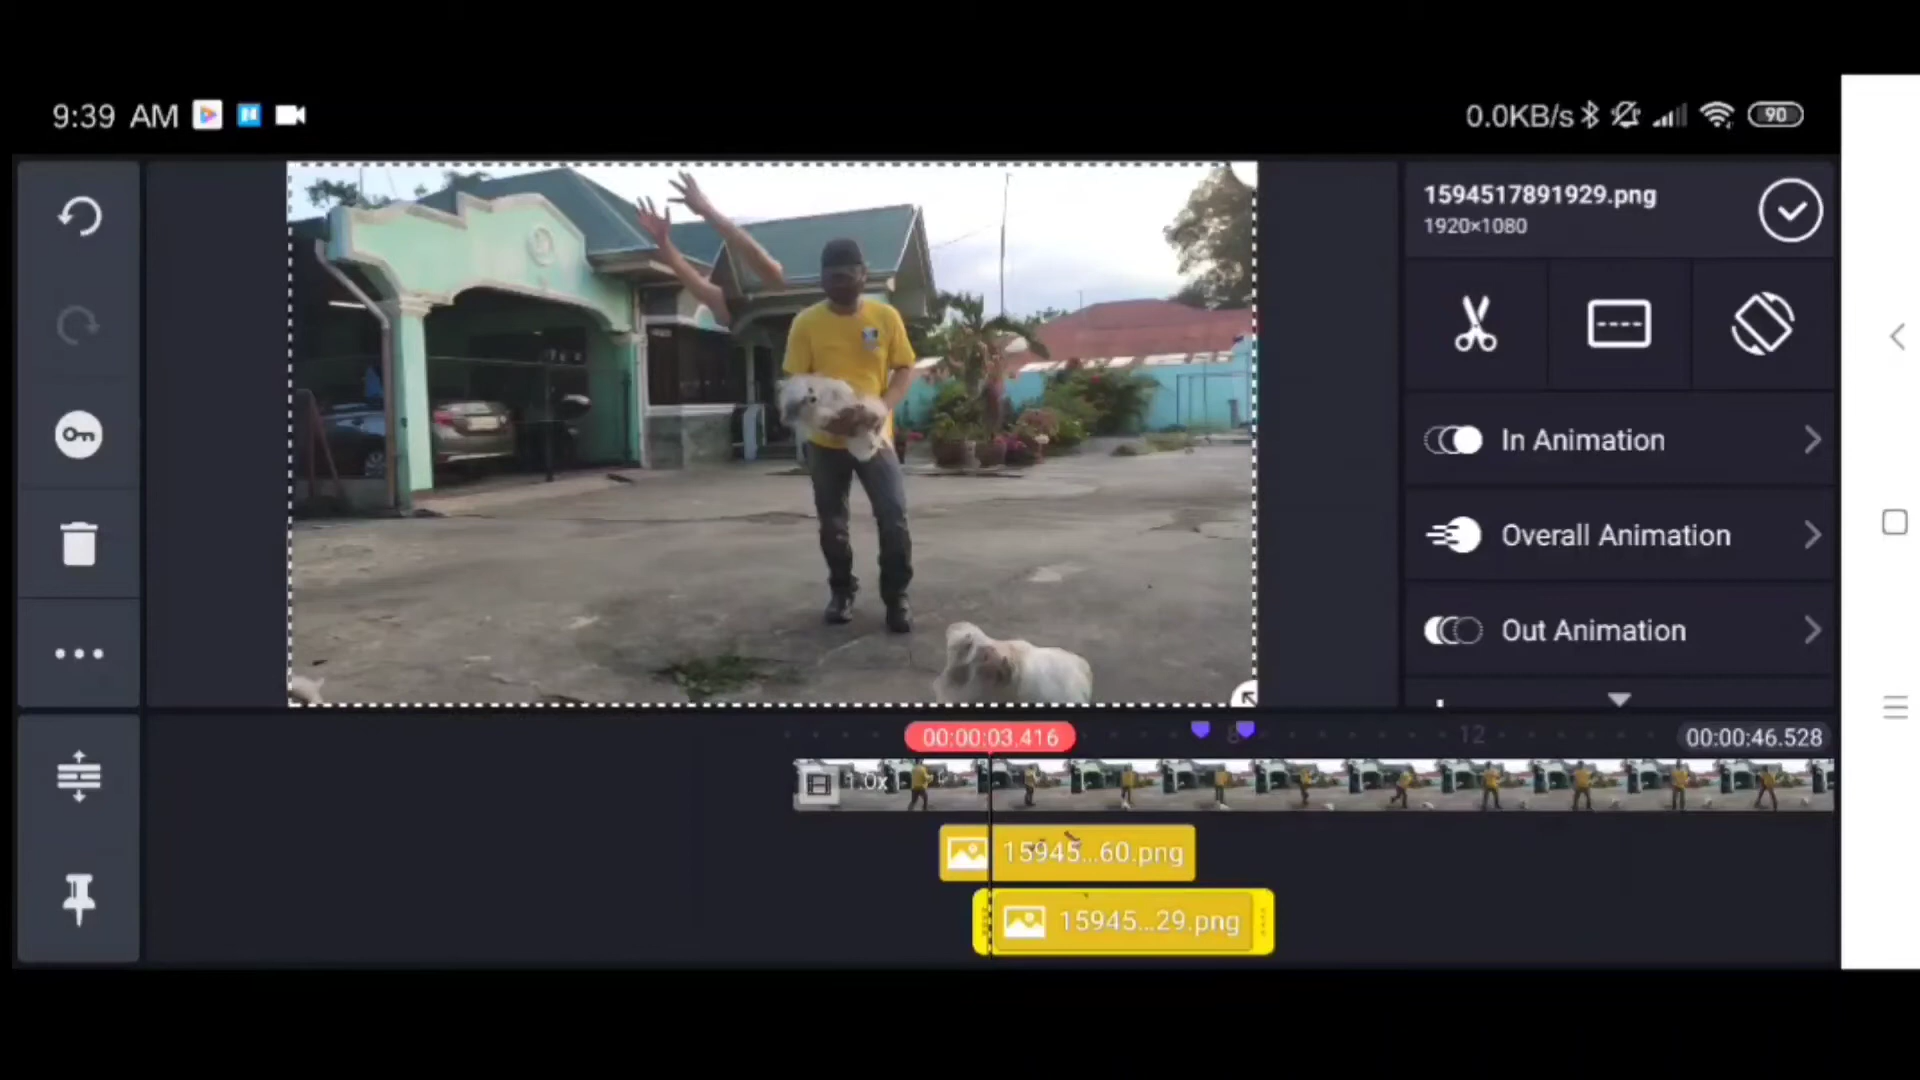 9:39 AM
0.0KB/s
90
1594517891929.png
1920×1080
In Animation
Overall Animation
Out Animation
00:00:03.416
8
12
00:00:46.528
1.0x
15945...60.png
15945...29.png